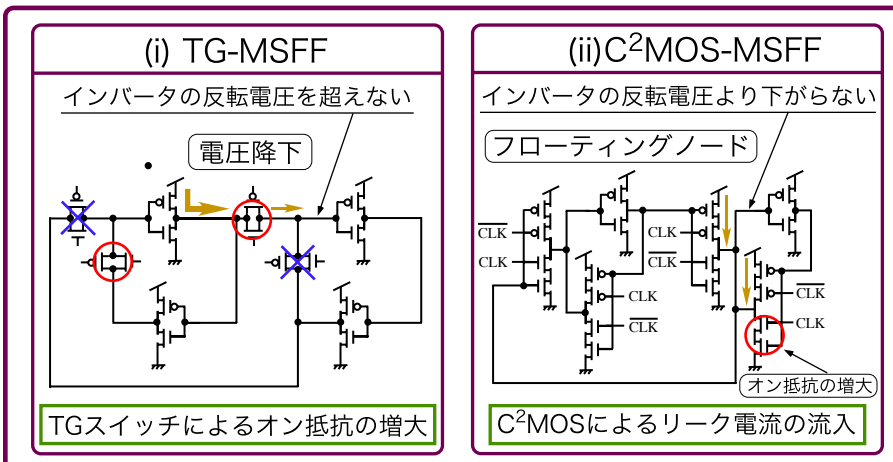 (i) TG-MSFF
インバータの反転電圧を超えない
電圧降下
TGスイッチによるオン抵抗の増大
(ii)C²MOS-MSFF
インバータの反転電圧より下がらない
フローティングノード
C̅L̅K̅
CLK
CLK
C̅L̅K̅
CLK
C̅L̅K̅
C̅L̅K̅
CLK
オン抵抗の増大
C²MOSによるリーク電流の流入